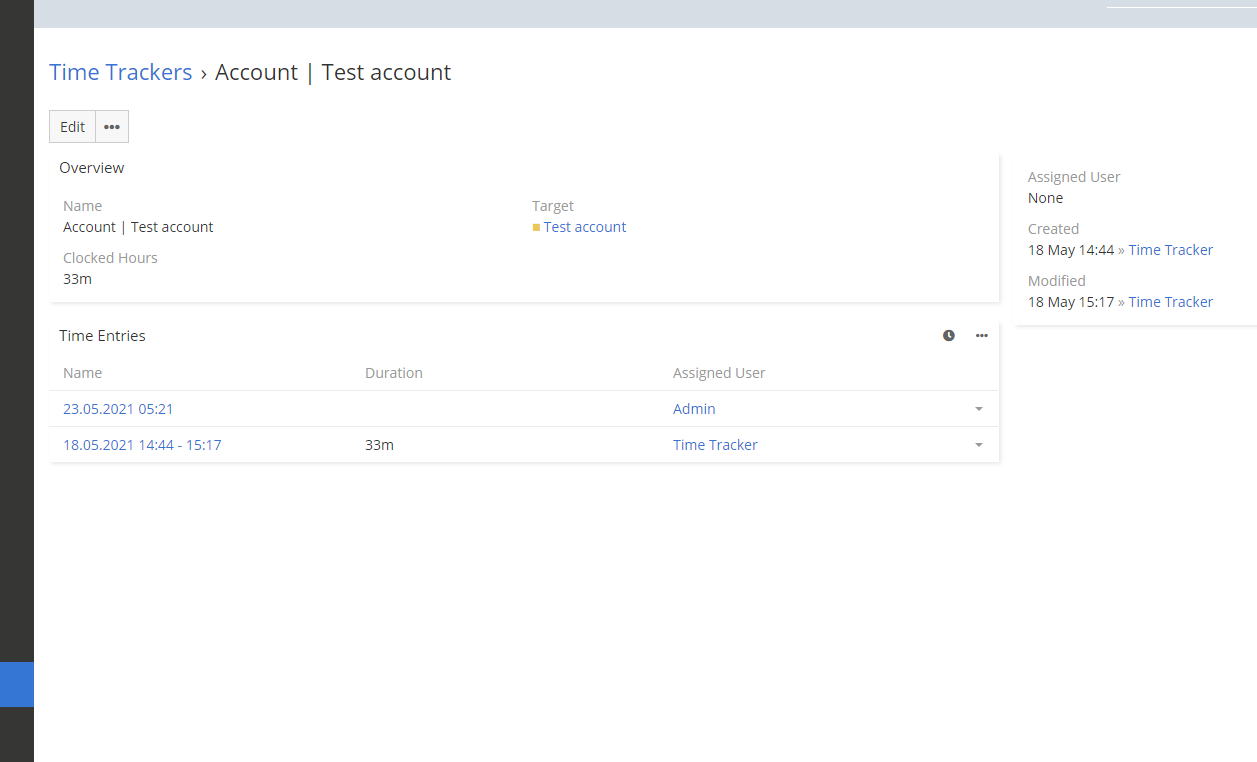 Time Trackers › Account | Test account
Edit •••
Overview
Name
Account | Test account
Target
Test account
Clocked Hours
33m
Assigned User
None
Created
18 May 14:44 » Time Tracker
Modified
18 May 15:17 » Time Tracker
Time Entries •••
Name Duration Assigned User
23.05.2021 05:21 Admin
18.05.2021 14:44 - 15:17 33m Time Tracker